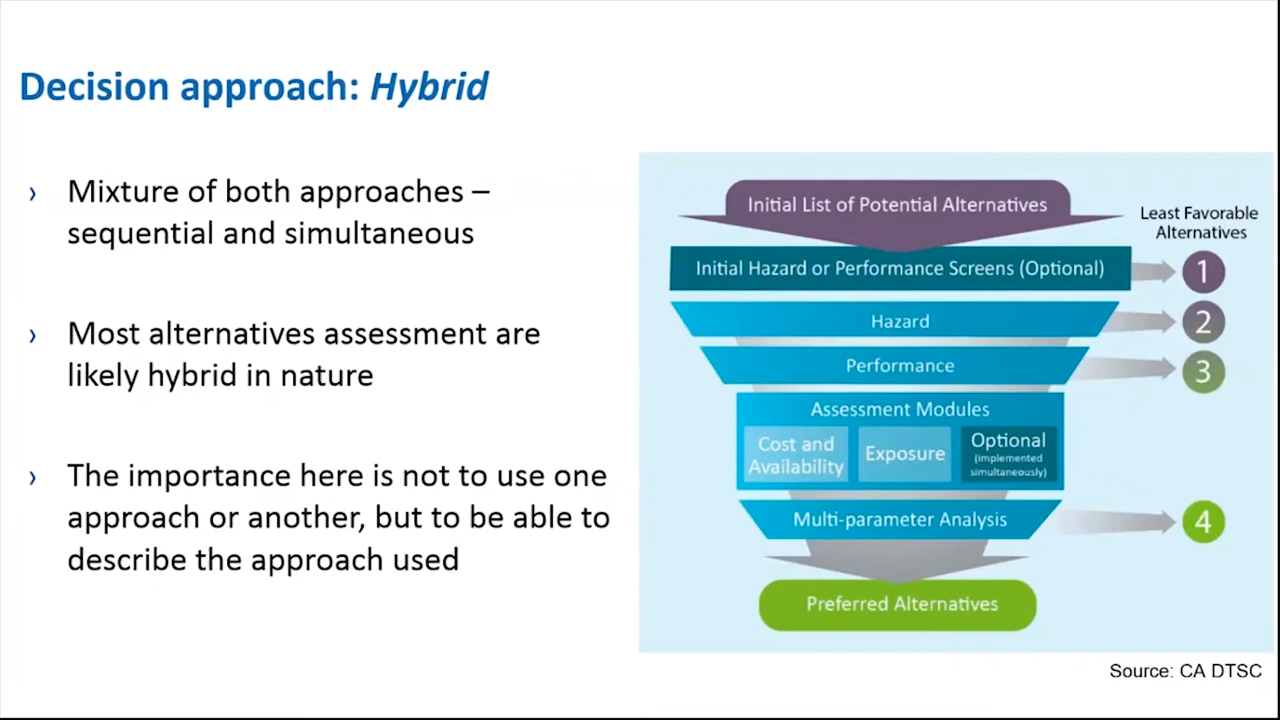 Decision approach: Hybrid
› Mixture of both approaches –
sequential and simultaneous
› Most alternatives assessment are
likely hybrid in nature
› The importance here is not to use one
approach or another, but to be able to
describe the approach used
Initial List of Potential Alternatives
Least Favorable
Alternatives
Initial Hazard or Performance Screens (Optional)
1
Hazard
2
Performance
3
Assessment Modules
Cost and
Availability
Exposure
Optional
(implemented
simultaneously)
Multi-parameter Analysis
4
Preferred Alternatives
Source: CA DTSC